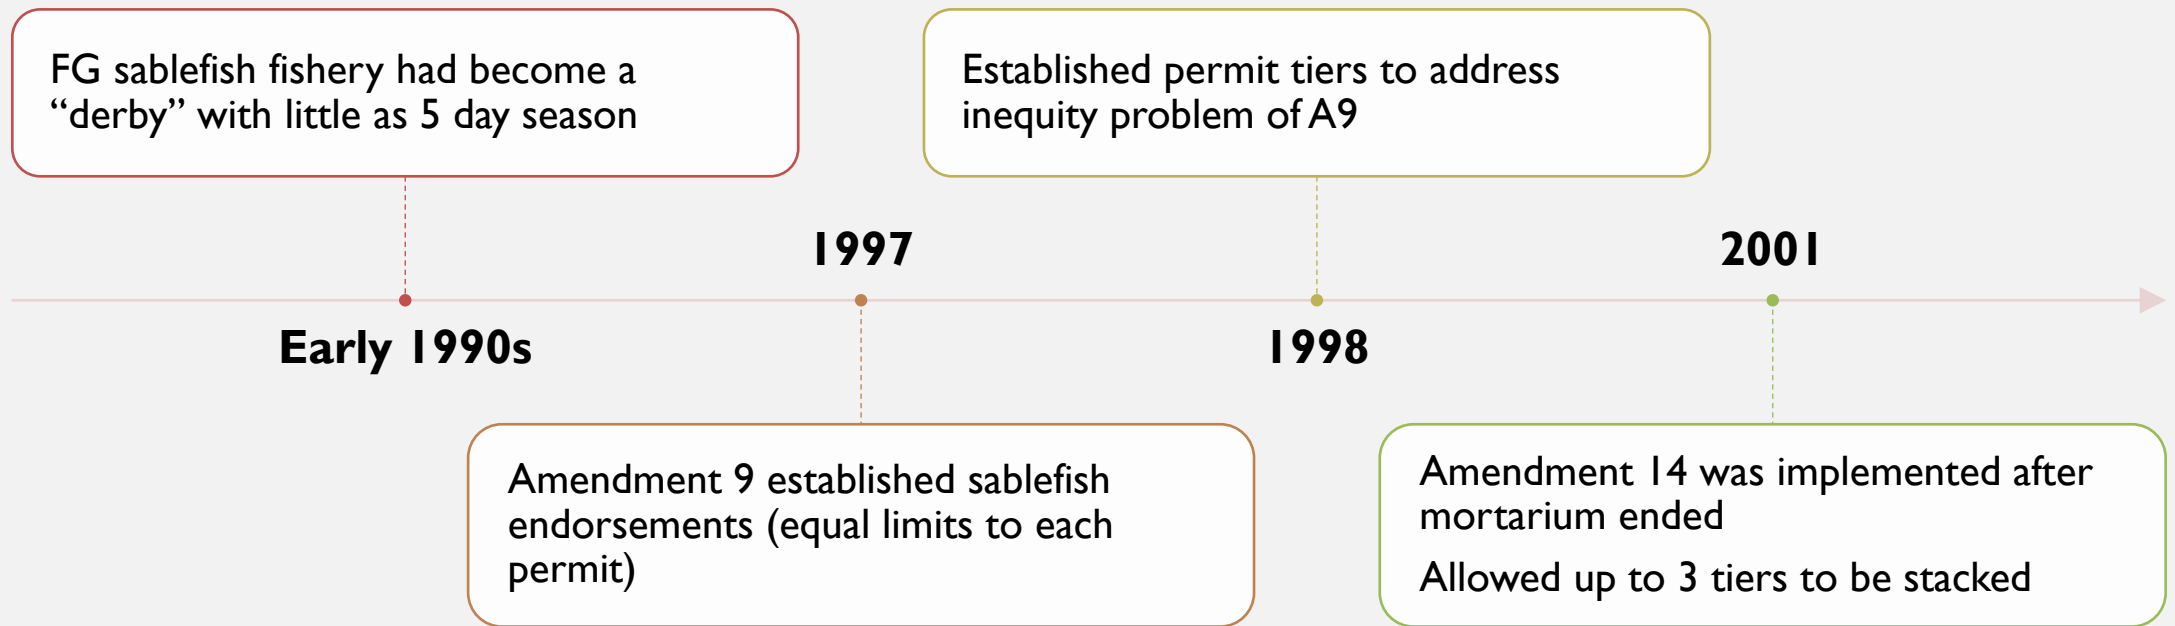 FG sablefish fishery had become a
“derby” with little as 5 day season
Early 1990s
1997
Amendment 9 established sablefish
endorsements (equal limits to each
permit)
Established permit tiers to address
inequity problem of A9
1998
2001
Amendment 14 was implemented after
mortarium ended
Allowed up to 3 tiers to be stacked